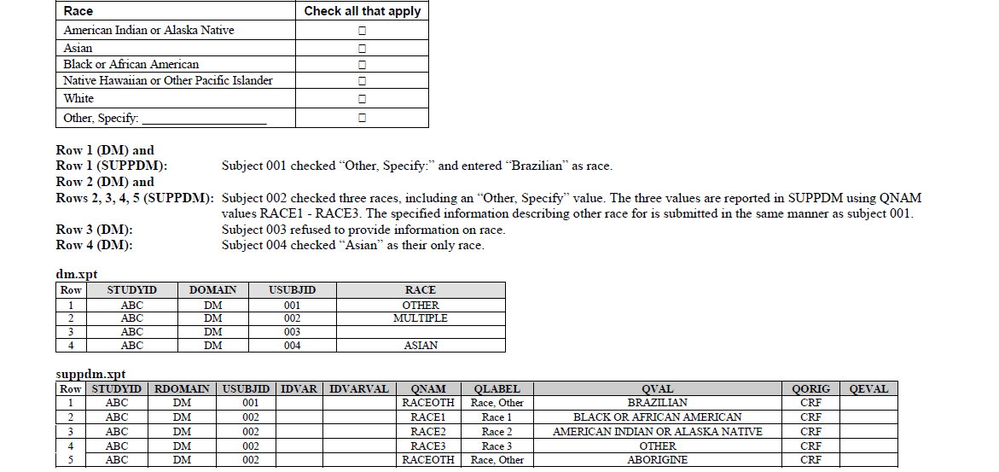 Race Check all that apply
American Indian or Alaska Native ☐
Asian ☐
Black or African American ☐
Native Hawaiian or Other Pacific Islander ☐
White ☐
Other, Specify: ____________________ ☐
Row 1 (DM) and
Row 1 (SUPPDM): Subject 001 checked “Other, Specify:” and entered “Brazilian” as race.
Row 2 (DM) and
Rows 2, 3, 4, 5 (SUPPDM): Subject 002 checked three races, including an “Other, Specify” value. The three values are reported in SUPPDM using QNAM
values RACE1 - RACE3. The specified information describing other race for is submitted in the same manner as subject 001.
Row 3 (DM): Subject 003 refused to provide information on race.
Row 4 (DM): Subject 004 checked “Asian” as their only race.
dm.xpt
Row STUDYID DOMAIN USUBJID RACE
1 ABC DM 001 OTHER
2 ABC DM 002 MULTIPLE
3 ABC DM 003
4 ABC DM 004 ASIAN
suppdm.xpt
Row STUDYID RDOMAIN USUBJID IDVAR IDVARVAL QNAM QLABEL QVAL QORIG QEVAL
1 ABC DM 001 RACEOTH Race, Other BRAZILIAN CRF
2 ABC DM 002 RACE1 Race 1 BLACK OR AFRICAN AMERICAN CRF
3 ABC DM 002 RACE2 Race 2 AMERICAN INDIAN OR ALASKA NATIVE CRF
4 ABC DM 002 RACE3 Race 3 OTHER CRF
5 ABC DM 002 RACEOTH Race, Other ABORIGINE CRF